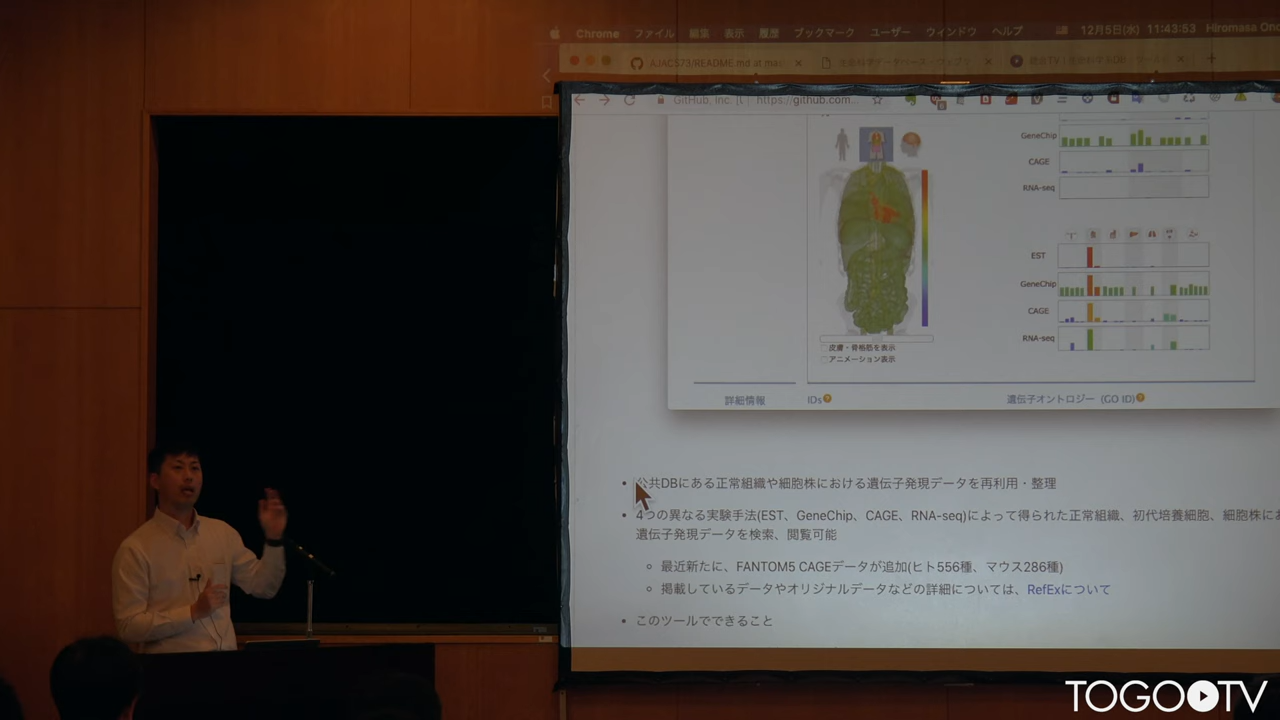 Chrome ファイル 編集 表示 履歴 ブックマーク ユーザー ウィンドウ ヘルプ 12月5日(水) 11:43:53 Hiromasa Ono
AJACS73/README.md at mas
GitHub, Inc. [U https://github.com...
GeneChip
CAGE
RNA-seq
EST
GeneChip
CAGE
RNA-seq
皮膚・骨格筋を表示
アニメーション表示
詳細情報 IDs 遺伝子オントロジー (GO ID)
公共DBにある正常組織や細胞株における遺伝子発現データを再利用・整理
4つの異なる実験手法(EST、GeneChip、CAGE、RNA-seq)によって得られた正常組織、初代培養細胞、細胞株にお
遺伝子発現データを検索、閲覧可能
最近新たに、FANTOM5 CAGEデータが追加(ヒト556種、マウス286種)
掲載しているデータやオリジナルデータなどの詳細については、RefExについて
このツールでできること
TOGO TV